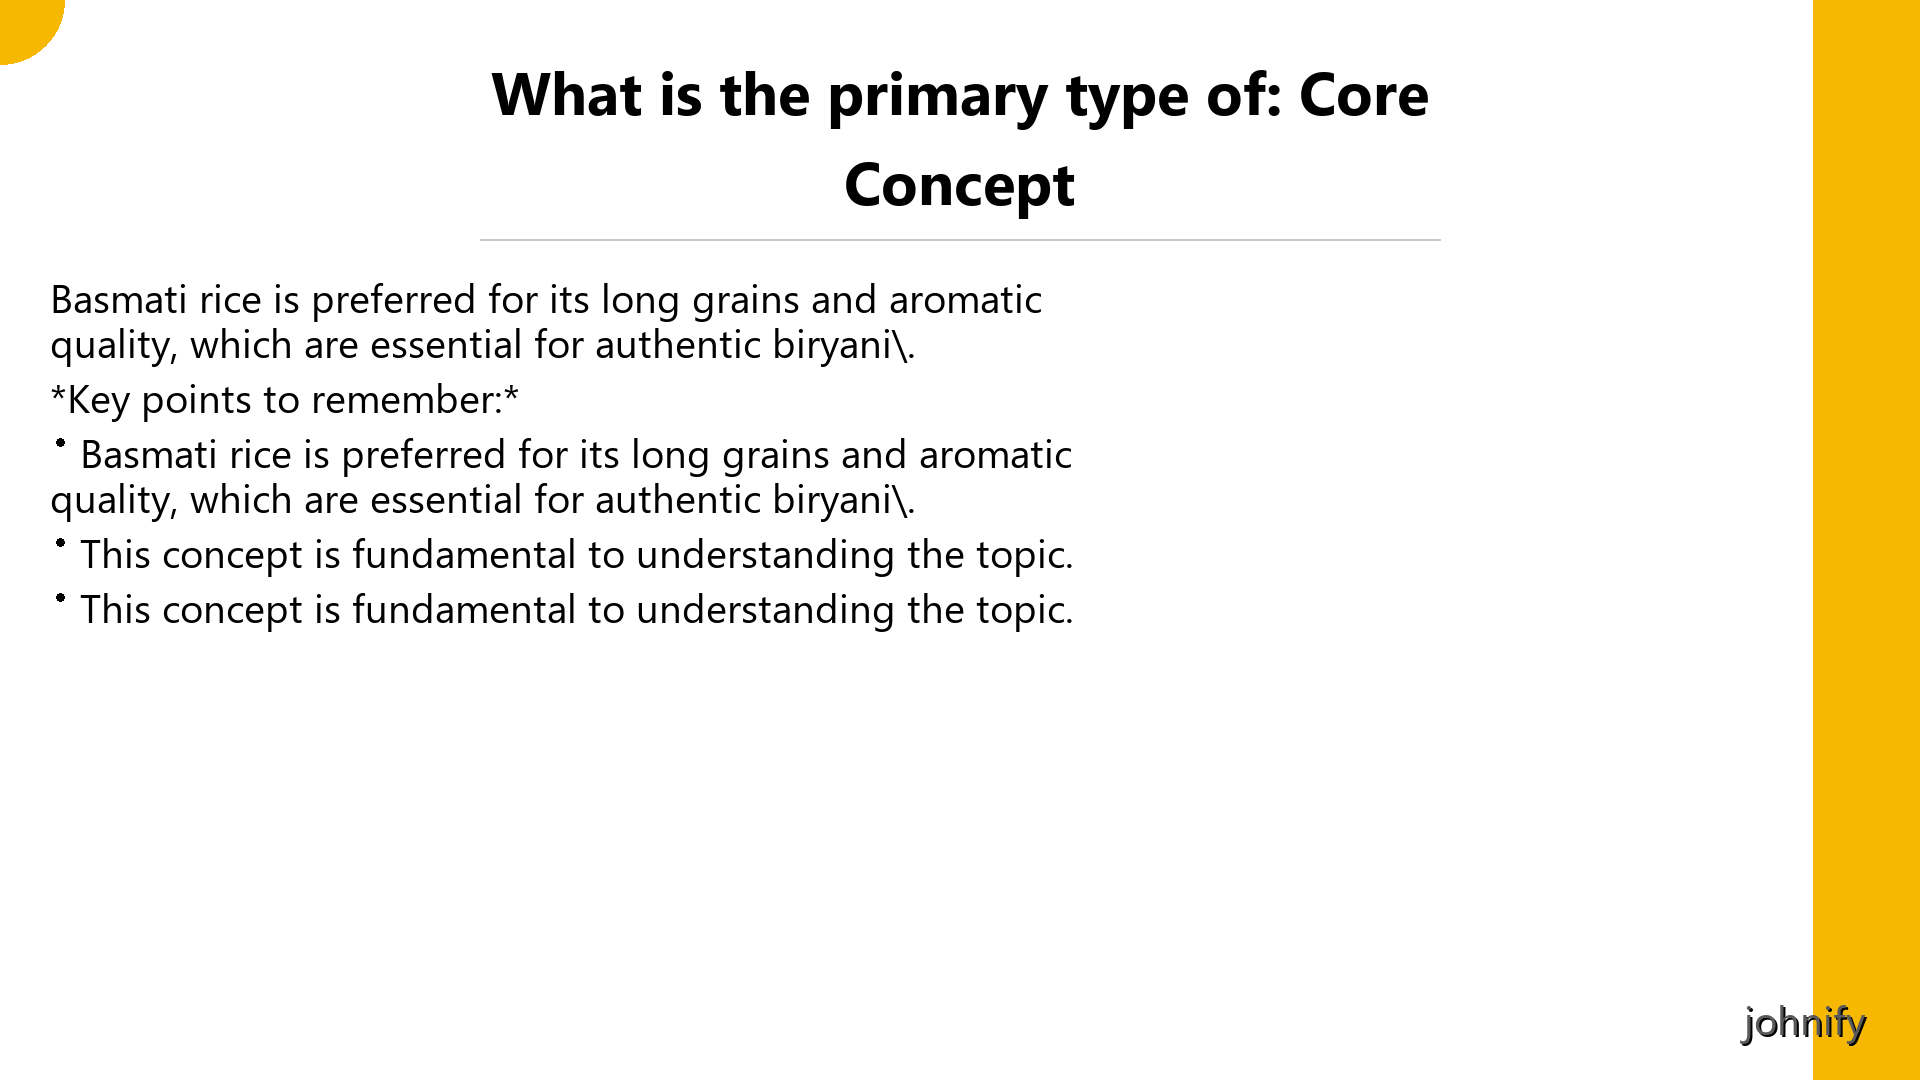 What is the primary type of: Core
Concept
Basmati rice is preferred for its long grains and aromatic
quality, which are essential for authentic biryani\.
*Key points to remember:*
• Basmati rice is preferred for its long grains and aromatic
quality, which are essential for authentic biryani\.
• This concept is fundamental to understanding the topic.
• This concept is fundamental to understanding the topic.
johnify